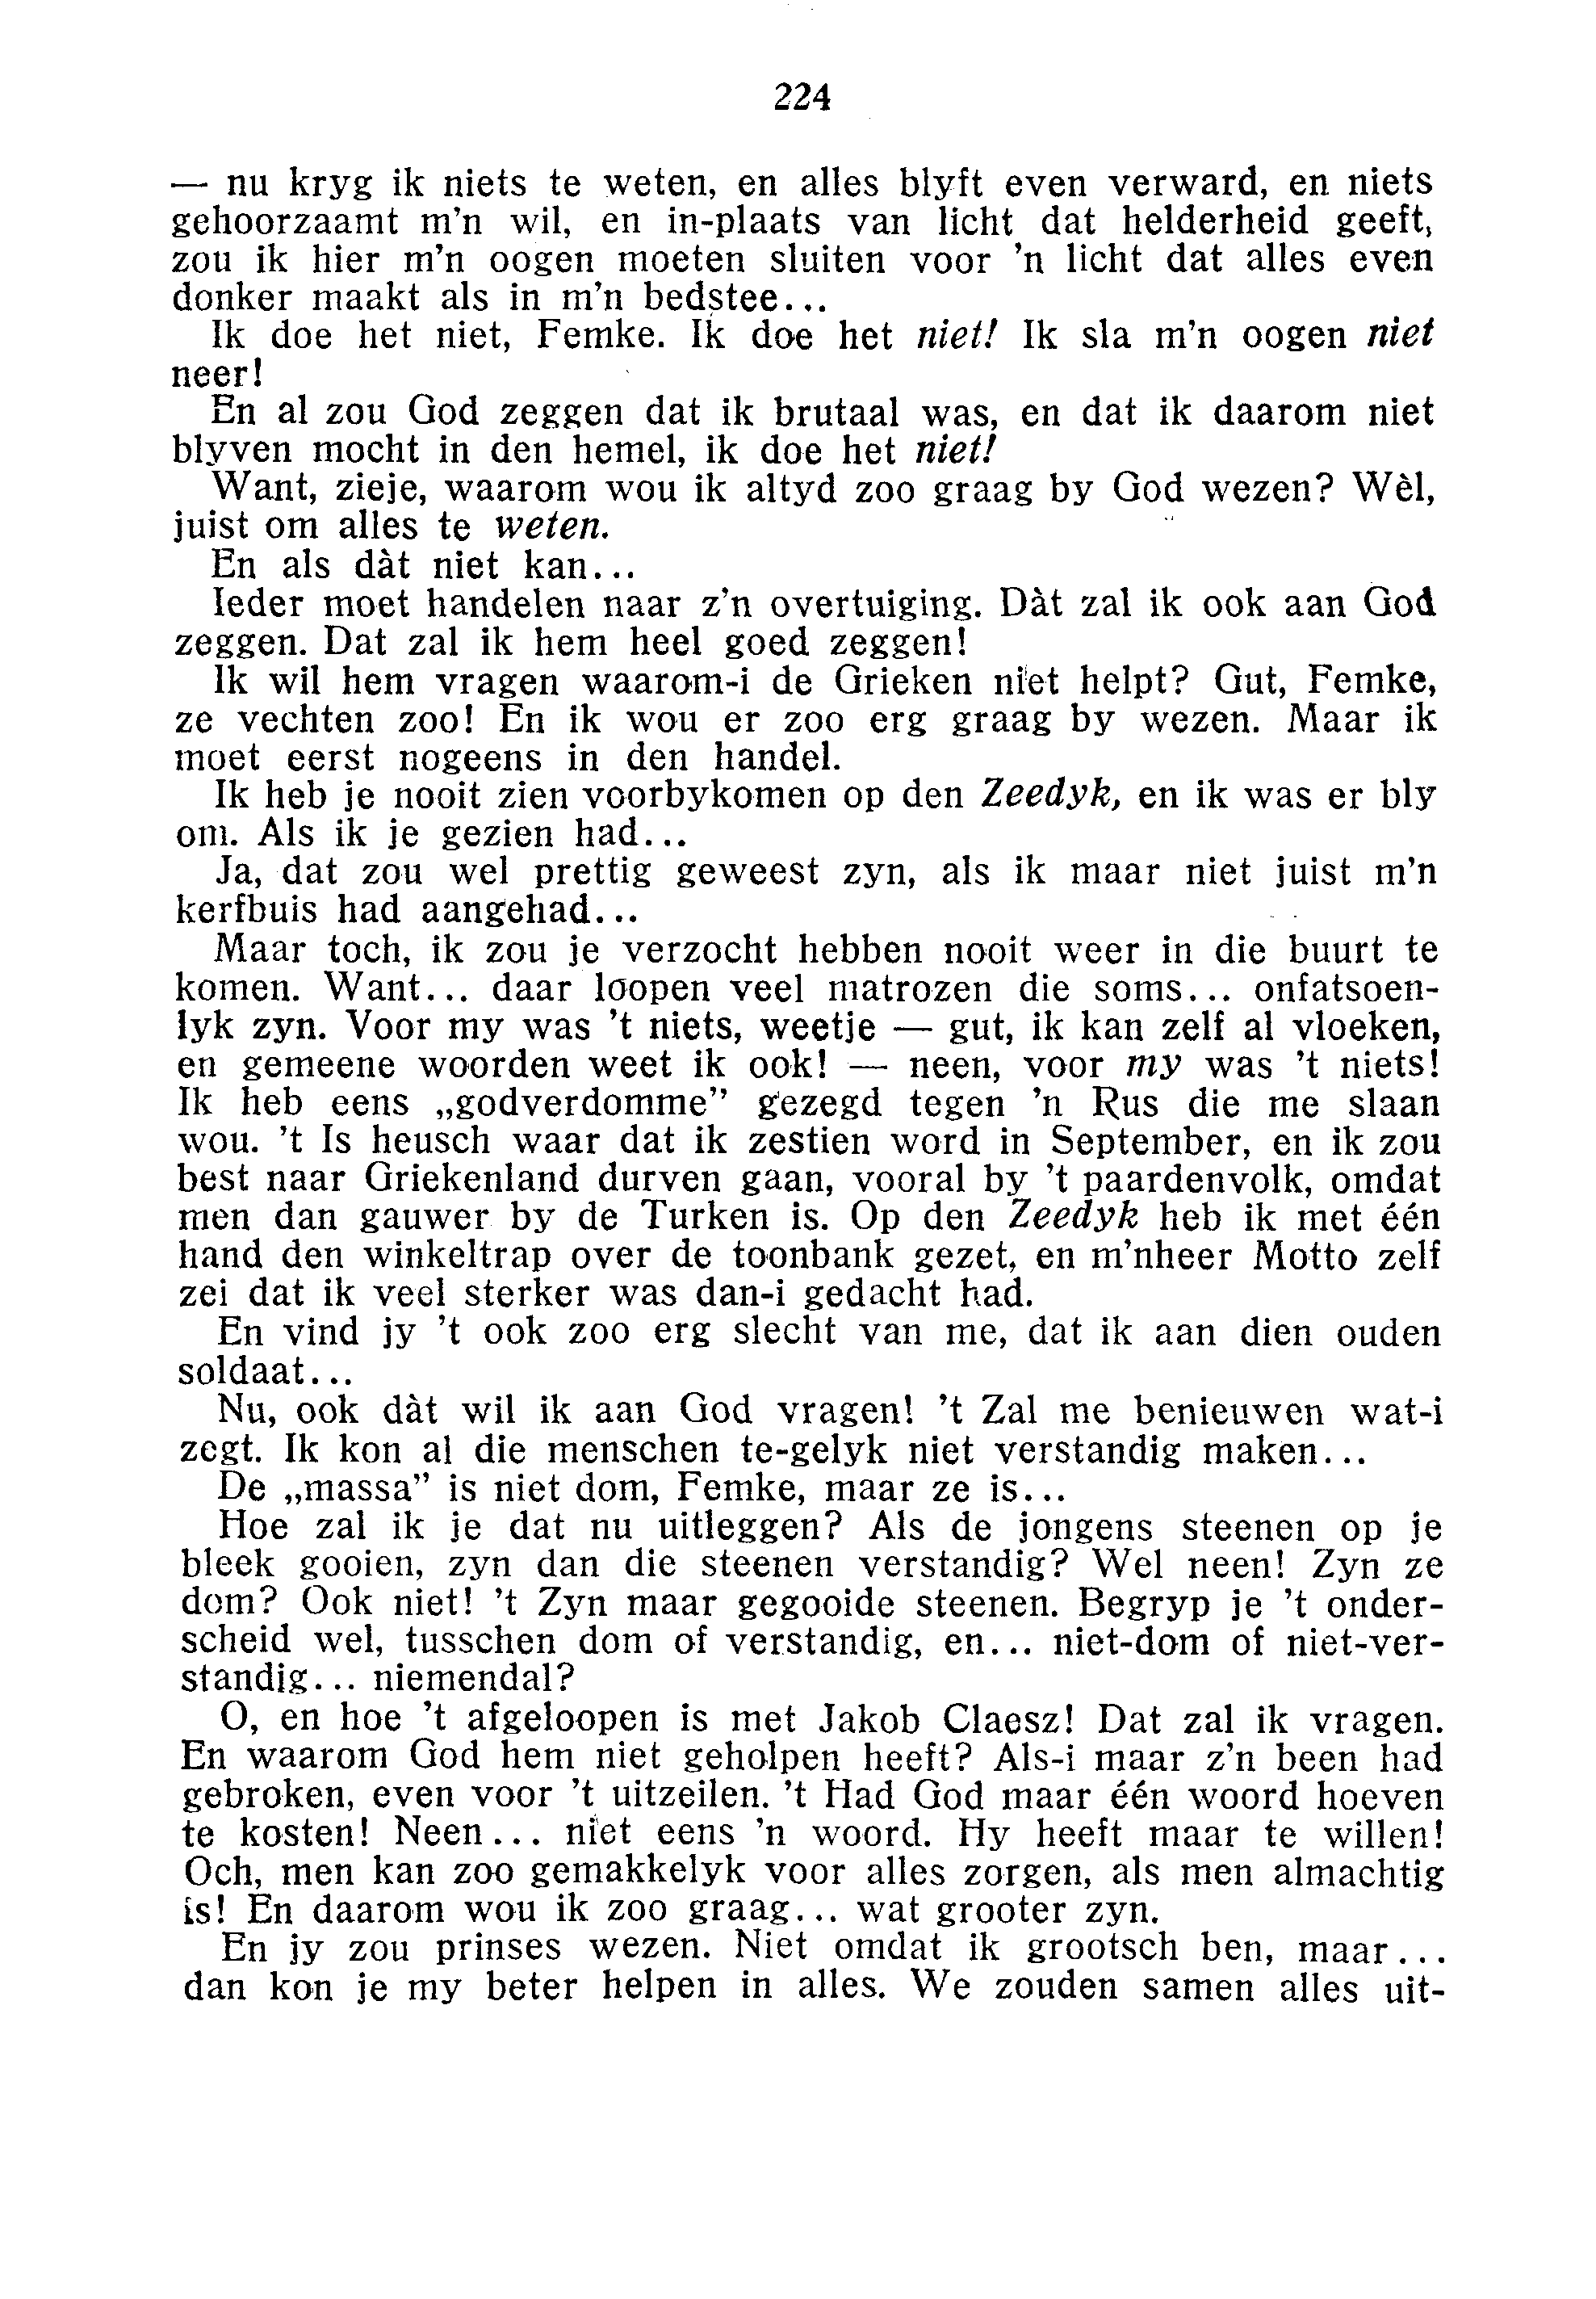 224
— nu kryg ik niets te weten, en alles blyft even verward, en niets
gehoorzaamt m'n wil, en in-plaats van licht dat helderheid geeft,
zou ik hier m'n oogen moeten sluiten voor 'n licht dat alles even
donker maakt als in m'n bedstee...
Ik doe het niet, Femke. Ik doe het niet! Ik sla m'n oogen niet
neer!
En al zou God zeggen dat ik brutaal was, en dat ik daarom niet
blyven mocht in den hemel, ik doe het niet!
Want, zieje, waarom wou ik altyd zoo graag by God wezen? Wèl,
juist om alles te weten.
En als dàt niet kan...
Ieder moet handelen naar z'n overtuiging. Dàt zal ik ook aan God
zeggen. Dat zal ik hem heel goed zeggen!
Ik wil hem vragen waarom-i de Grieken niet helpt? Gut, Femke,
ze vechten zoo! En ik wou er zoo erg graag by wezen. Maar ik
moet eerst nogeens in den handel.
Ik heb je nooit zien voorbykomen op den Zeedyk, en ik was er bly
om. Als ik je gezien had...
Ja, dat zou wel prettig geweest zyn, als ik maar niet juist m'n
kerfbuis had aangehad...
Maar toch, ik zou je verzocht hebben nooit weer in die buurt te
komen. Want... daar loopen veel matrozen die soms... onfatsoen-
lyk zyn. Voor my was 't niets, weetje — gut, ik kan zelf al vloeken,
en gemeene woorden weet ik ook! — neen, voor my was 't niets!
Ik heb eens „godverdomme” gezegd tegen 'n Rus die me slaan
wou. 't Is heusch waar dat ik zestien word in September, en ik zou
best naar Griekenland durven gaan, vooral by 't paardenvolk, omdat
men dan gauwer by de Turken is. Op den Zeedyk heb ik met één
hand den winkeltrap over de toonbank gezet, en m'nheer Motto zelf
zei dat ik veel sterker was dan-i gedacht had.
En vind jy 't ook zoo erg slecht van me, dat ik aan dien ouden
soldaat...
Nu, ook dàt wil ik aan God vragen! 't Zal me benieuwen wat-i
zegt. Ik kon al die menschen te-gelyk niet verstandig maken...
De „massa” is niet dom, Femke, maar ze is...
Hoe zal ik je dat nu uitleggen? Als de jongens steenen op je
bleek gooien, zyn dan die steenen verstandig? Wel neen! Zyn ze
dom? Ook niet! 't Zyn maar gegooide steenen. Begryp je 't onder-
scheid wel, tusschen dom of verstandig, en... niet-dom of niet-ver-
standig... niemendal?
O, en hoe 't afgeloopen is met Jakob Claesz! Dat zal ik vragen.
En waarom God hem niet geholpen heeft? Als-i maar z'n been had
gebroken, even voor 't uitzeilen. 't Had God maar één woord hoeven
te kosten! Neen... niet eens 'n woord. Hy heeft maar te willen!
Och, men kan zoo gemakkelyk voor alles zorgen, als men almachtig
is! En daarom wou ik zoo graag... wat grooter zyn.
En jy zou prinses wezen. Niet omdat ik grootsch ben, maar...
dan kon je my beter helpen in alles. We zouden samen alles uit-